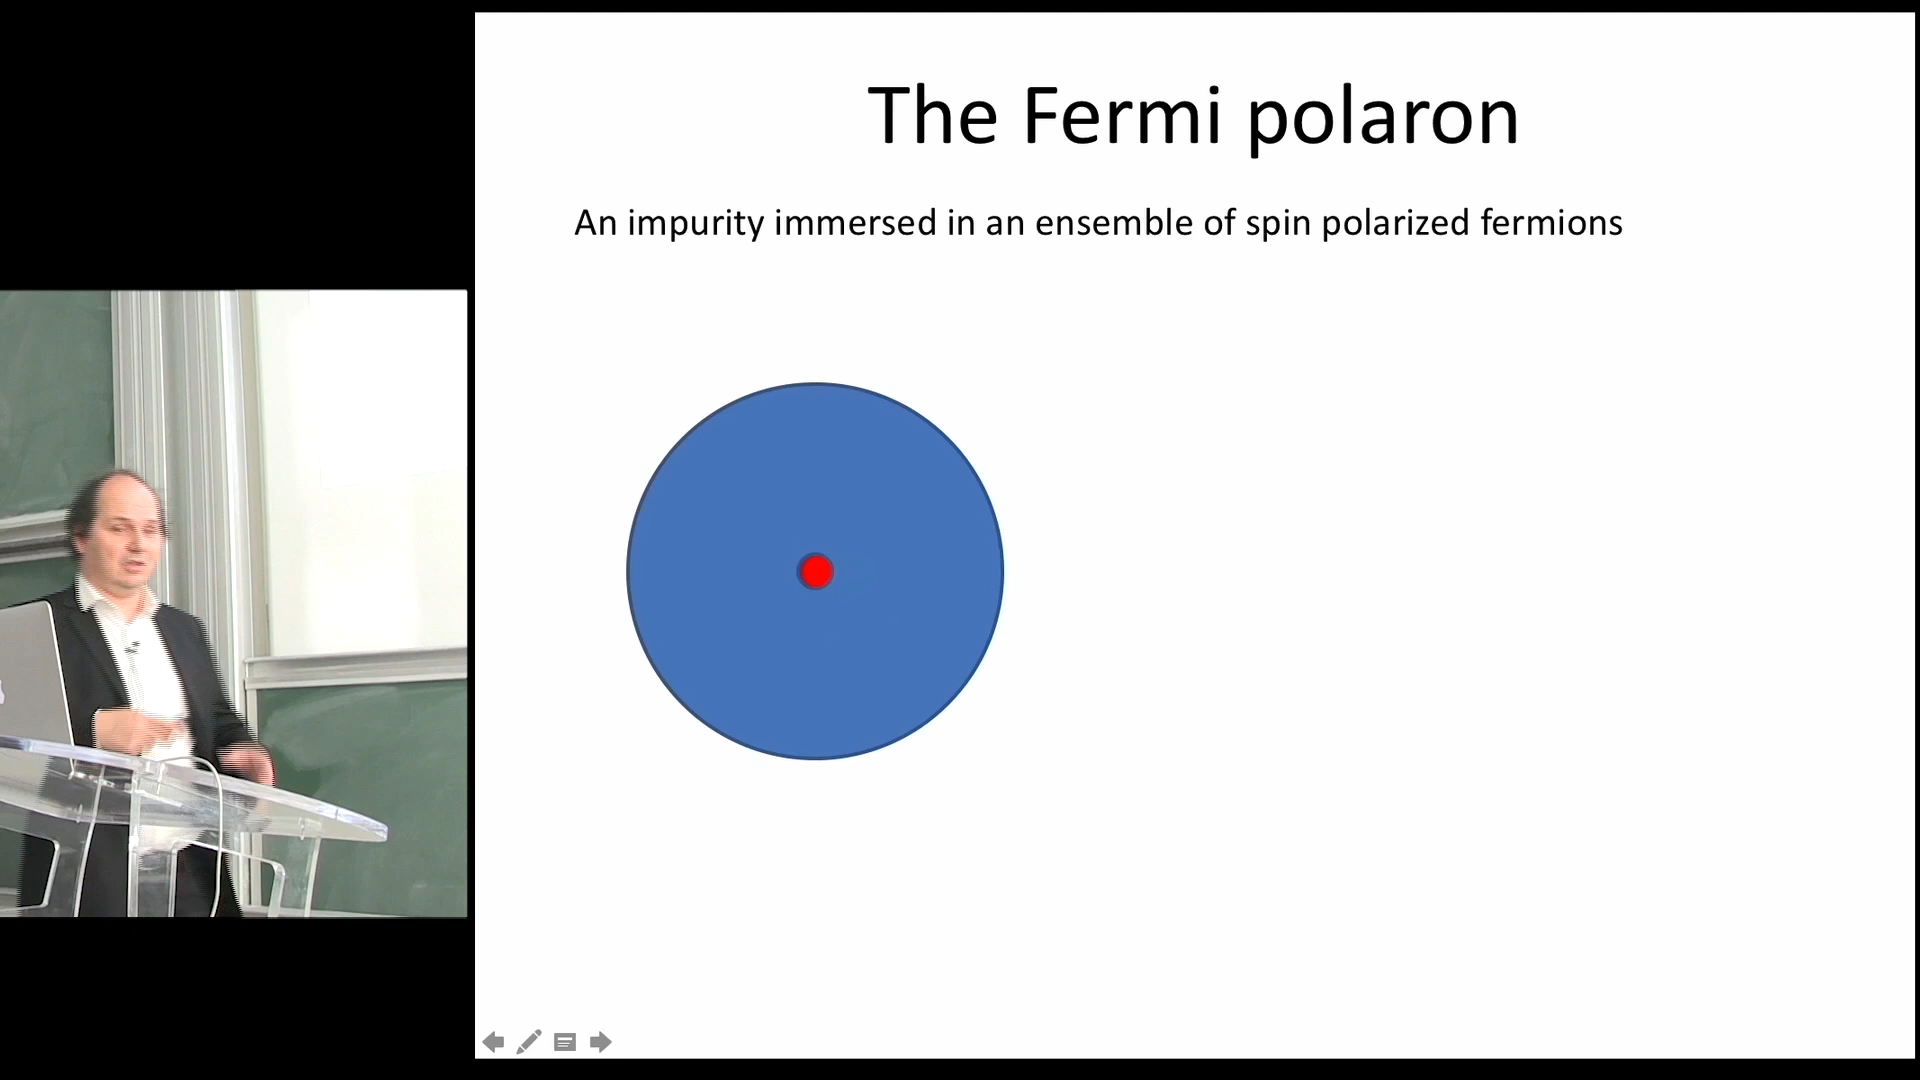 The Fermi polaron
An impurity immersed in an ensemble of spin polarized fermions